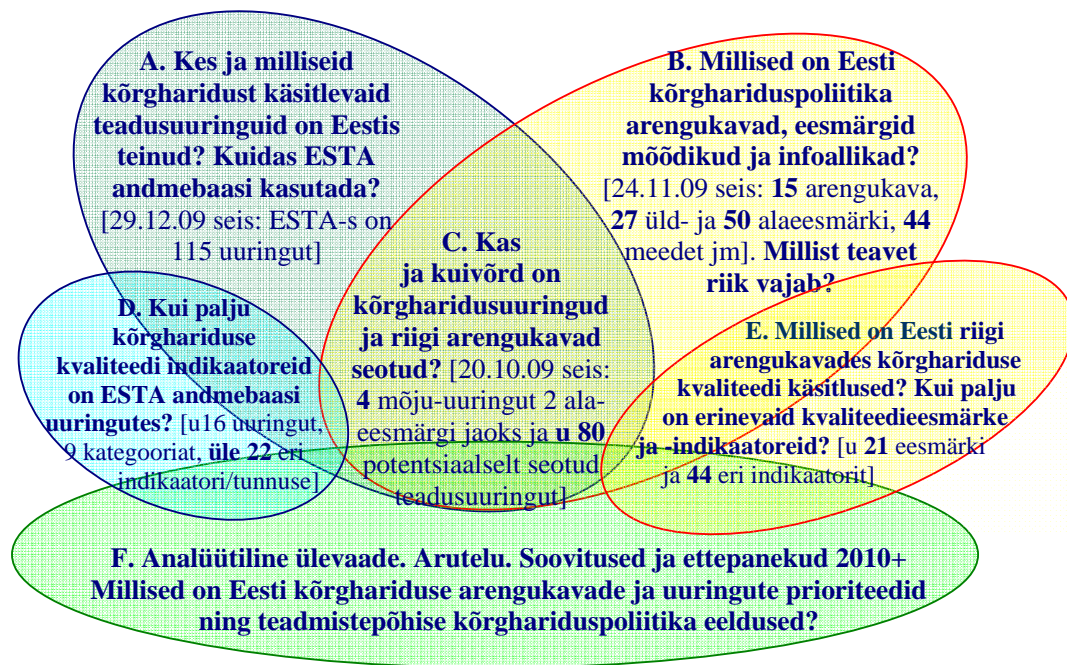 A. Kes ja milliseid
kõrgharidust käsitlevaid
teadusuuringuid on Eestis
teinud? Kuidas ESTA
andmebaasi kasutada?
[29.12.09 seis: ESTA-s on
115 uuringut]
B. Millised on Eesti
kõrghariduspoliitika
arengukavad, eesmärgid
mõõdikud ja infoallikad?
[24.11.09 seis: 15 arengukava,
27 üld- ja 50 alaeesmärki, 44
meedet jm]. Millist teavet
riik vajab?
C. Kas
ja kuivõrd on
kõrgharidusuuringud
ja riigi arengukavad
seotud? [20.10.09 seis:
4 mõju-uuringut 2 ala-
eesmärgi jaoks ja u 80
potentsiaalselt seotud
teadusuuringut]
D. Kui palju
kõrghariduse
kvaliteedi indikaatoreid
on ESTA andmebaasi
uuringutes? [u16 uuringut,
9 kategooriat, üle 22 eri
indikaatori/tunnuse]
E. Millised on Eesti riigi
arengukavades kõrghariduse
kvaliteedi käsitlused? Kui palju
on erinevaid kvaliteedieesmärke
ja -indikaatoreid? [u 21 eesmärki
ja 44 eri indikaatorit]
F. Analüütiline ülevaade. Arutelu. Soovitused ja ettepanekud 2010+
Millised on Eesti kõrghariduse arengukavade ja uuringute prioriteedid
ning teadmistepõhise kõrghariduspoliitika eeldused?